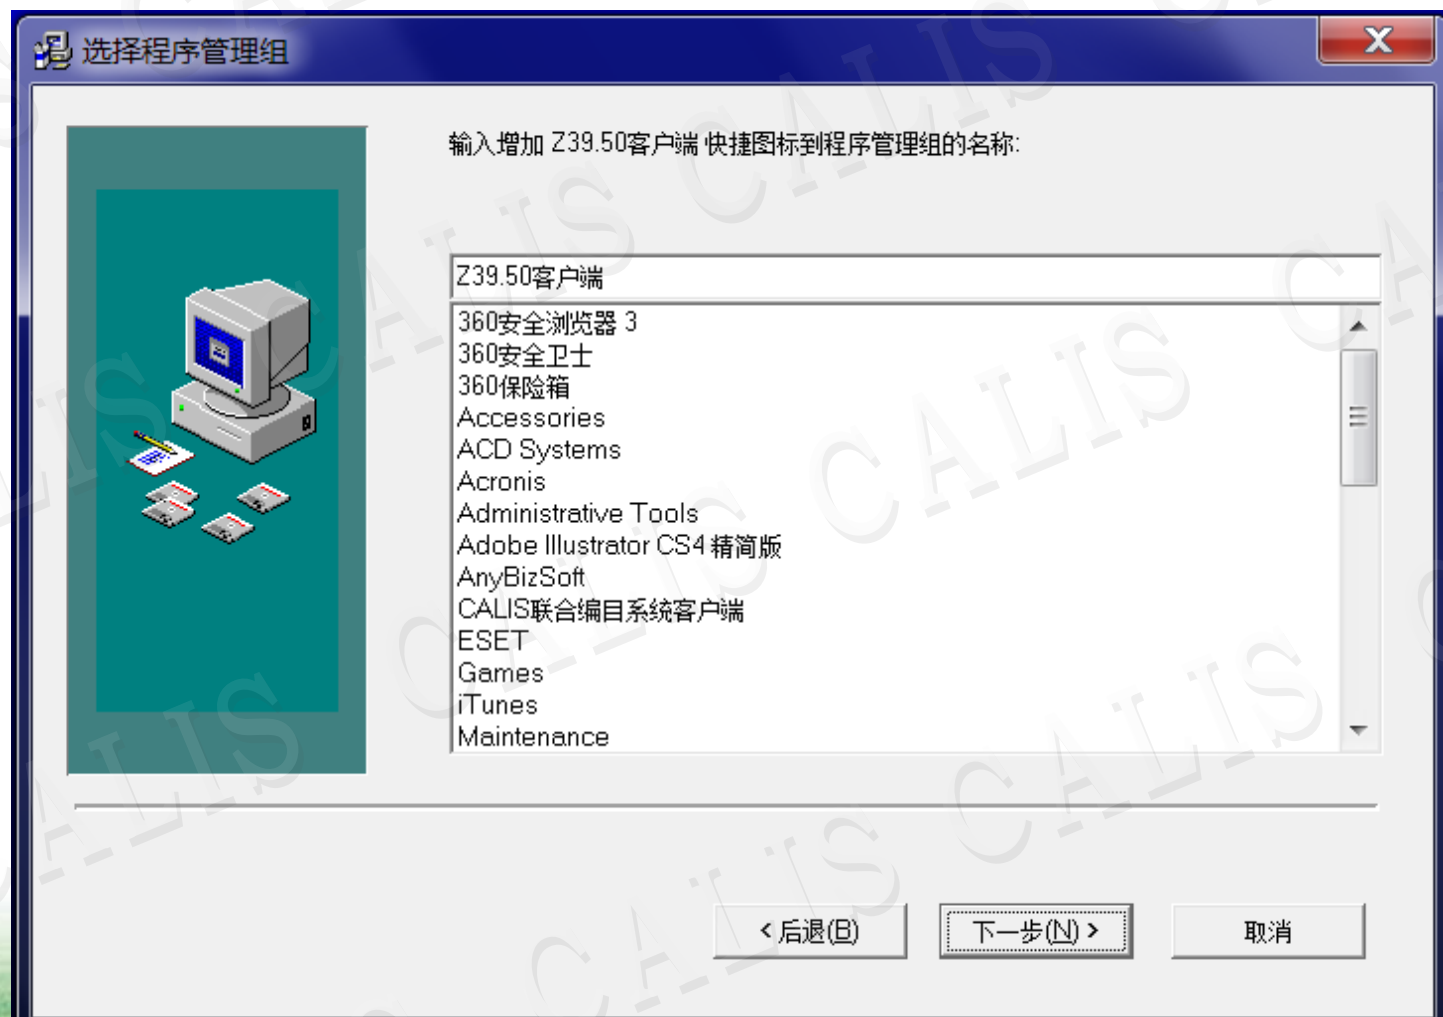 选择程序管理组
输入增加 Z39.50客户端 快捷图标到程序管理组的名称:
Z39.50客户端
360安全浏览器 3
360安全卫士
360保险箱
Accessories
ACD Systems
Acronis
Administrative Tools
Adobe Illustrator CS4 精简版
AnyBizSoft
CALIS联合编目系统客户端
ESET
Games
iTunes
Maintenance
< 后退(B)
下一步(N) >
取消
CALIS CALIS CALIS